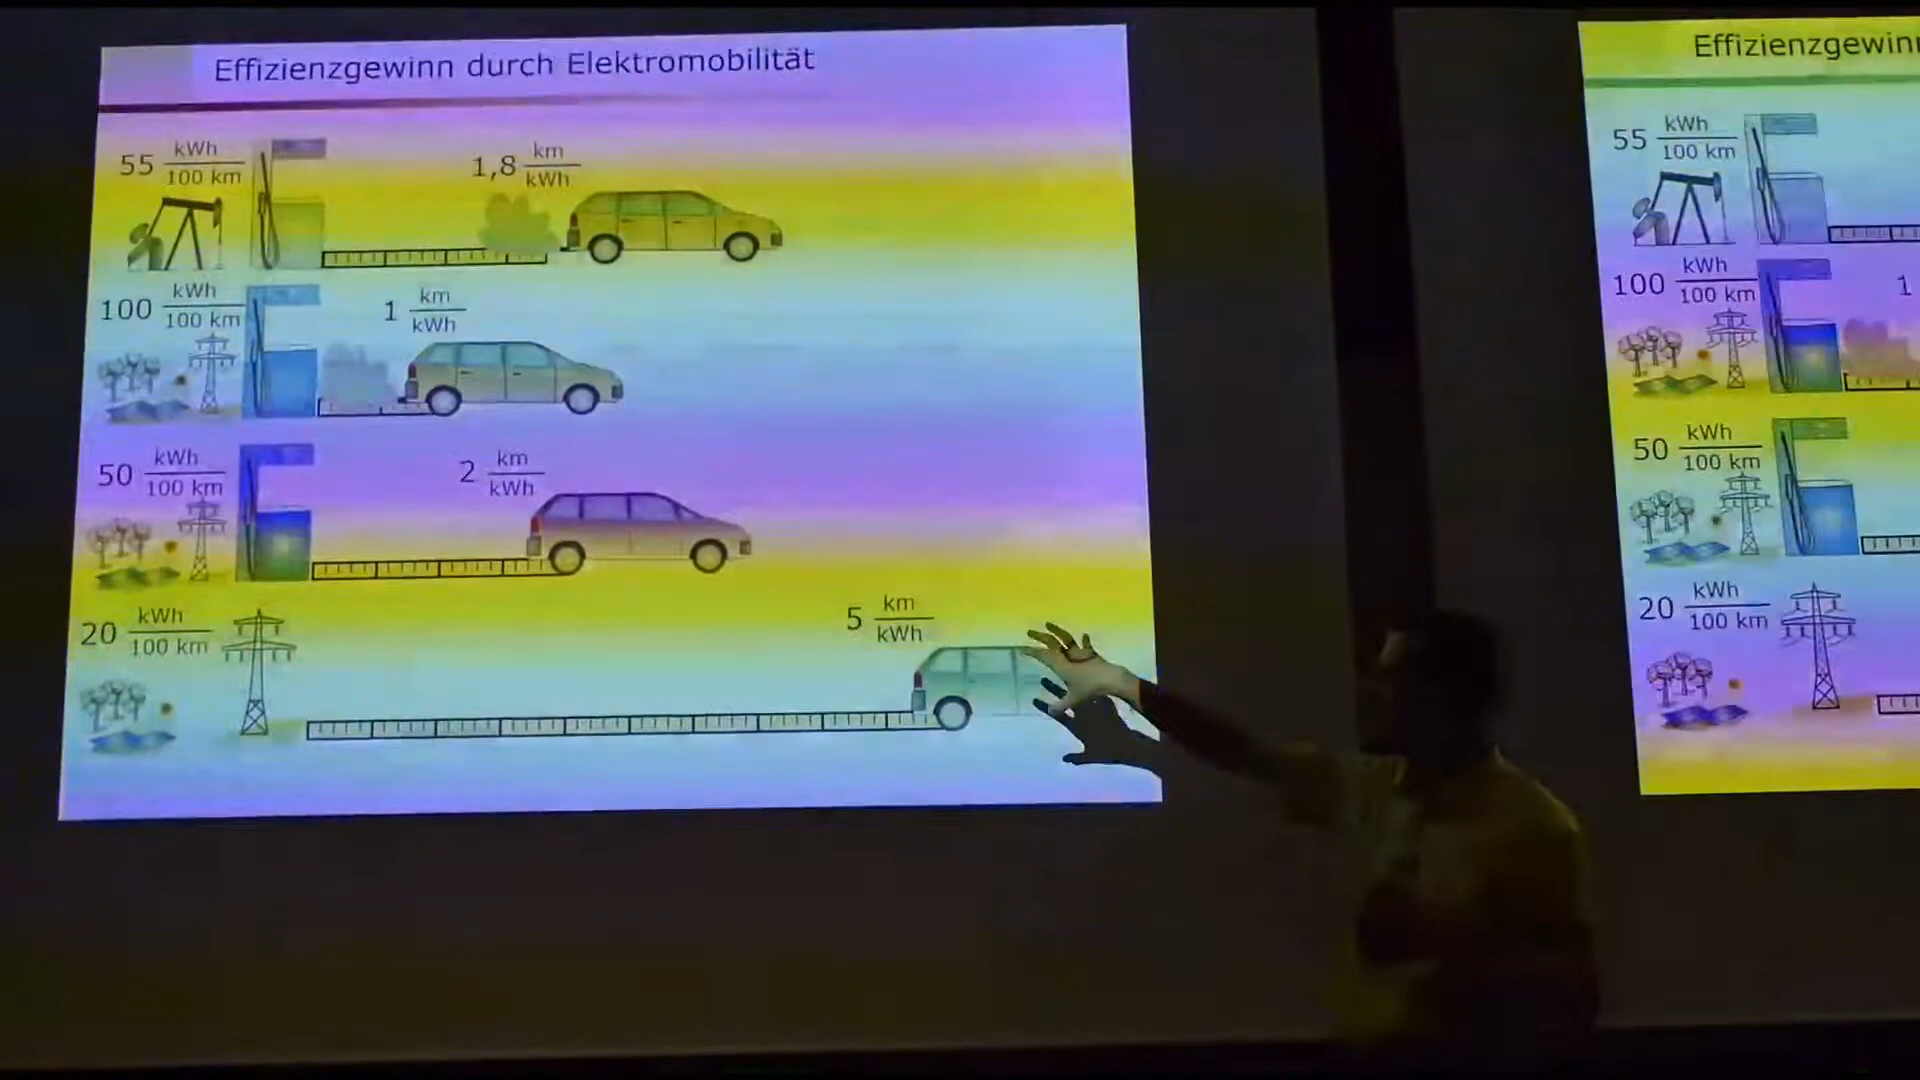 Effizienzgewinn durch Elektromobilität
55 kWh/100 km
1,8 km/kWh
100 kWh/100 km
1 km/kWh
50 kWh/100 km
2 km/kWh
20 kWh/100 km
5 km/kWh
Effizienzgewinn
55 kWh/100 km
100 kWh/100 km
1
50 kWh/100 km
20 kWh/100 km